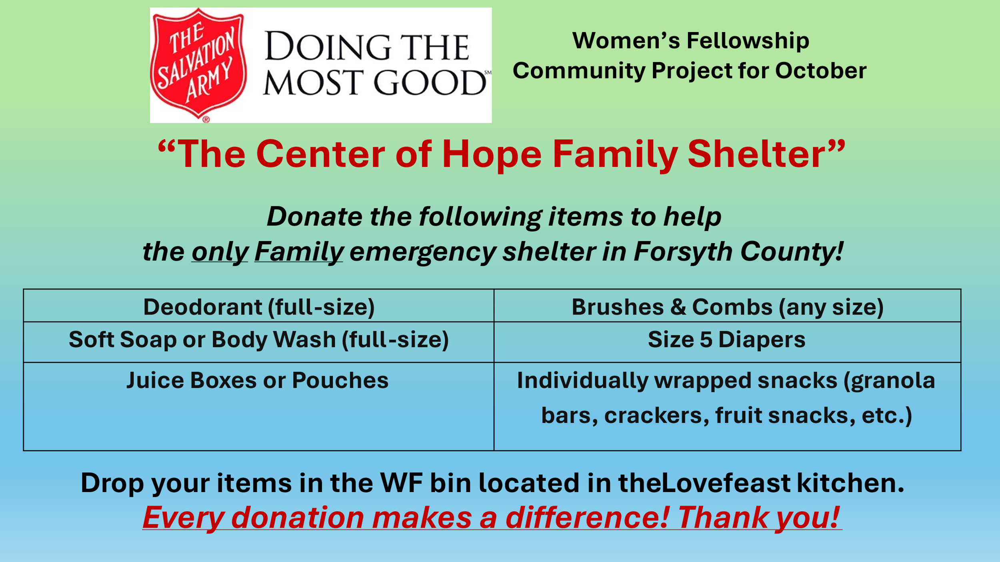 THE
SALVATION
ARMY
®
DOING THE
MOST GOOD℠
Women’s Fellowship
Community Project for October
“The Center of Hope Family Shelter”
Donate the following items to help
the only Family emergency shelter in Forsyth County!
Deodorant (full-size)
Brushes & Combs (any size)
Soft Soap or Body Wash (full-size)
Size 5 Diapers
Juice Boxes or Pouches
Individually wrapped snacks (granola
bars, crackers, fruit snacks, etc.)
Drop your items in the WF bin located in theLovefeast kitchen.
Every donation makes a difference! Thank you!